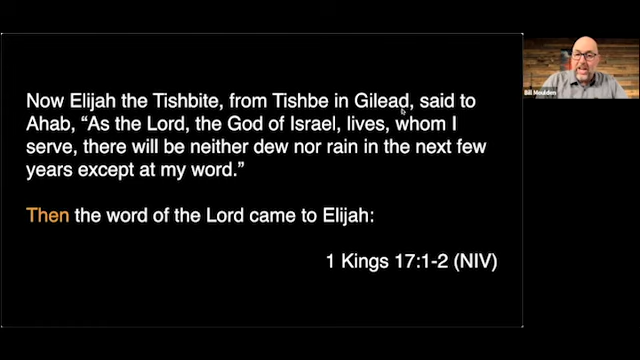 Now Elijah the Tishbite, from Tishbe in Gilead, said to
Ahab, “As the Lord, the God of Israel, lives, whom I
serve, there will be neither dew nor rain in the next few
years except at my word.”
Then the word of the Lord came to Elijah:
1 Kings 17:1-2 (NIV)
Bill Moulden